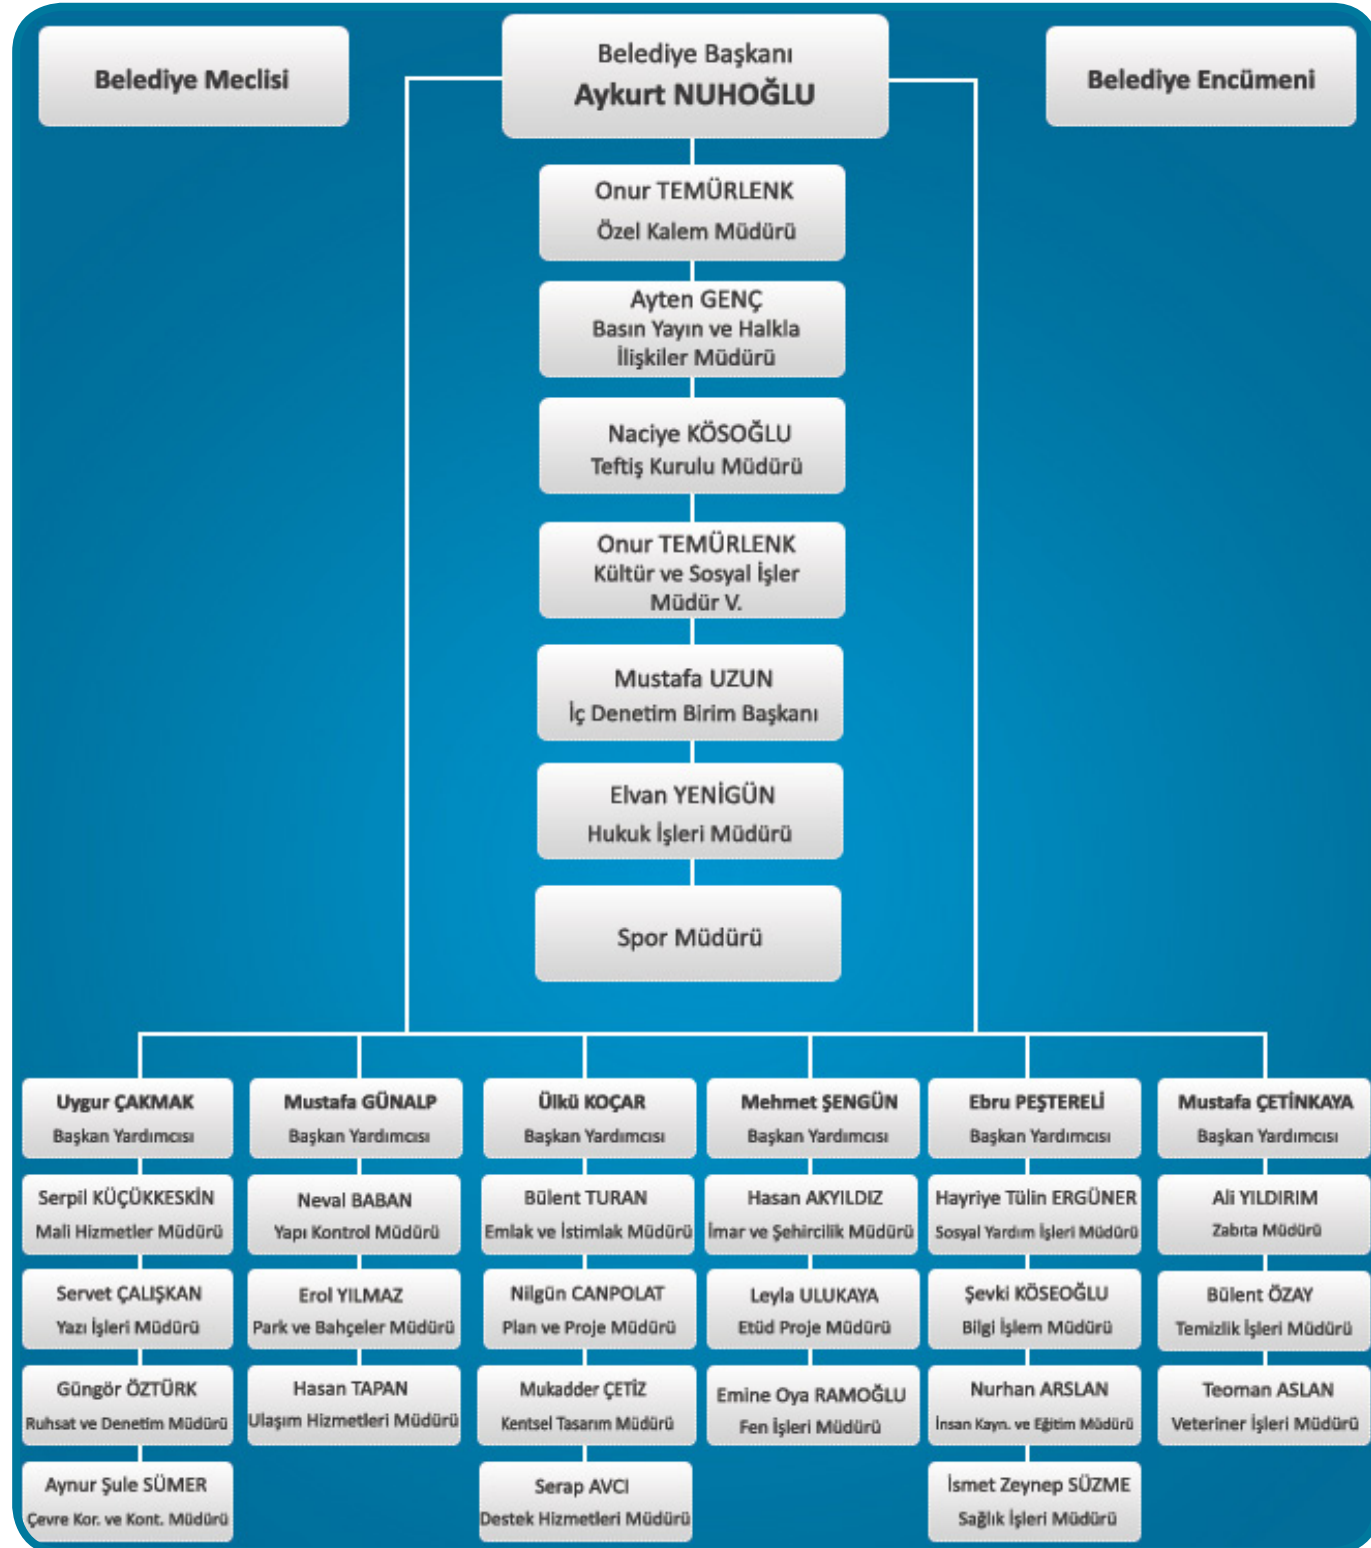 Belediye Meclisi
Belediye Başkanı
Aykurt NUHOĞLU
Belediye Encümeni
Onur TEMÜRLENK
Özel Kalem Müdürü
Ayten GENÇ
Basın Yayın ve Halkla
İlişkiler Müdürü
Naciye KÖSOĞLU
Teftiş Kurulu Müdürü
Onur TEMÜRLENK
Kültür ve Sosyal İşler
Müdür V.
Mustafa UZUN
İç Denetim Birim Başkanı
Elvan YENİGÜN
Hukuk İşleri Müdürü
Spor Müdürü
Uygur ÇAKMAK
Başkan Yardımcısı
Serpil KÜÇÜKKESKİN
Mali Hizmetler Müdürü
Servet ÇALIŞKAN
Yazı İşleri Müdürü
Güngör ÖZTÜRK
Ruhsat ve Denetim Müdürü
Aynur Şule SÜMER
Çevre Kor. ve Kont. Müdürü
Mustafa GÜNALP
Başkan Yardımcısı
Neval BABAN
Yapı Kontrol Müdürü
Erol YILMAZ
Park ve Bahçeler Müdürü
Hasan TAPAN
Ulaşım Hizmetleri Müdürü
Ülkü KOÇAR
Başkan Yardımcısı
Bülent TURAN
Emlak ve İstimlak Müdürü
Nilgün CANPOLAT
Plan ve Proje Müdürü
Mukadder ÇETİZ
Kentsel Tasarım Müdürü
Serap AVCI
Destek Hizmetleri Müdürü
Mehmet ŞENGÜN
Başkan Yardımcısı
Hasan AKYILDIZ
İmar ve Şehircilik Müdürü
Leyla ULUKAYA
Etüd Proje Müdürü
Emine Oya RAMOĞLU
Fen İşleri Müdürü
Ebru PEŞTERELİ
Başkan Yardımcısı
Hayriye Tülin ERGÜNER
Sosyal Yardım İşleri Müdürü
Şevki KÖSEOĞLU
Bilgi İşlem Müdürü
Nurhan ARSLAN
İnsan Kayn. ve Eğitim Müdürü
İsmet Zeynep SÜZME
Sağlık İşleri Müdürü
Mustafa ÇETİNKAYA
Başkan Yardımcısı
Ali YILDIRIM
Zabıta Müdürü
Bülent ÖZAY
Temizlik İşleri Müdürü
Teoman ASLAN
Veteriner İşleri Müdürü